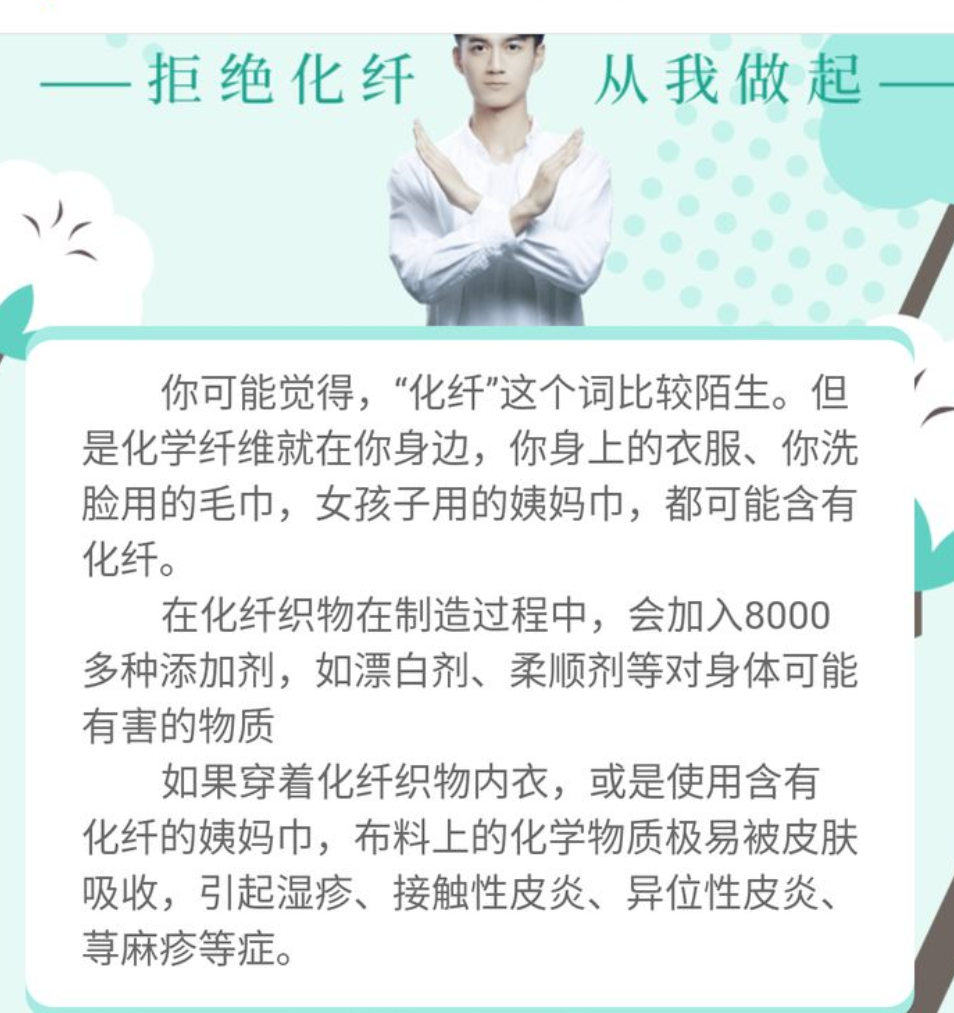 拒绝化纤 从我做起
你可能觉得，“化纤”这个词比较陌生。但
是化学纤维就在你身边，你身上的衣服、你洗
脸用的毛巾，女孩子用的姨妈巾，都可能含有
化纤。
在化纤织物在制造过程中，会加入8000
多种添加剂，如漂白剂、柔顺剂等对身体可能
有害的物质
如果穿着化纤织物内衣，或是使用含有
化纤的姨妈巾，布料上的化学物质极易被皮肤
吸收，引起湿疹、接触性皮炎、异位性皮炎、
荨麻疹等症。